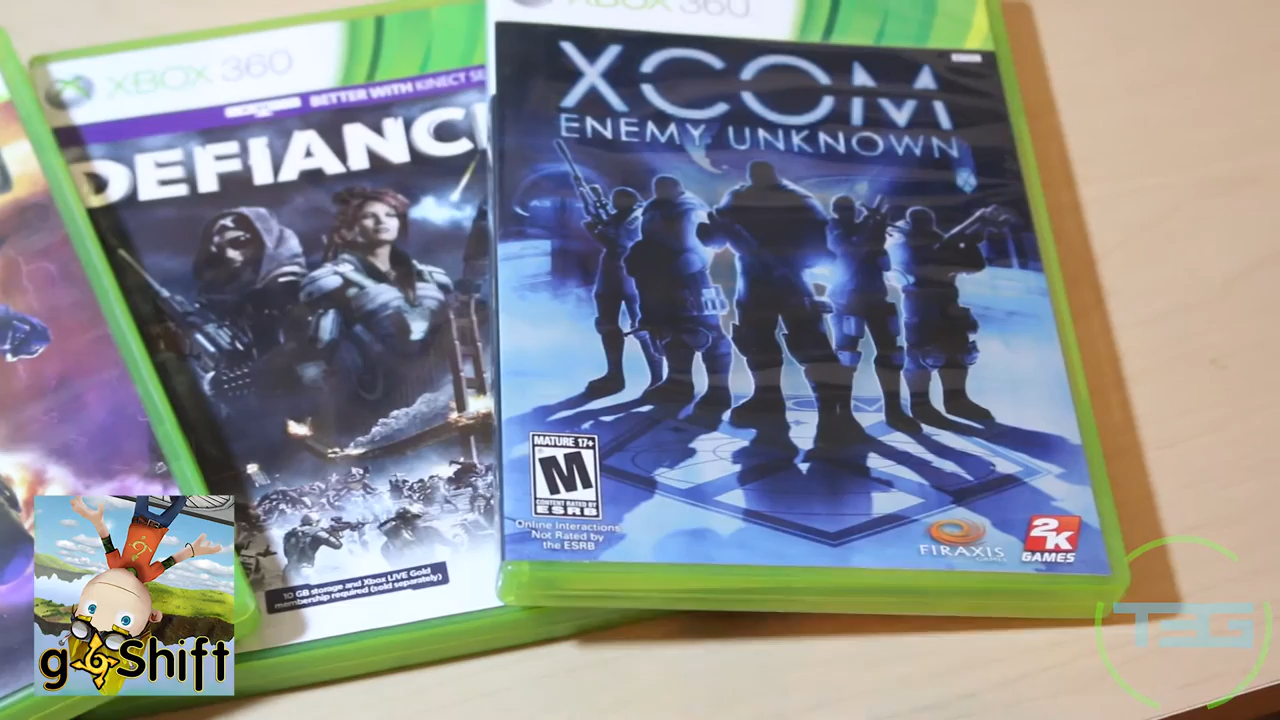 XBOX 360
BETTER WITH KINECT SE
DEFIANC
10 GB storage and Xbox LIVE Gold
membership required (sold separately)
XBOX 360
XCOM
ENEMY UNKNOWN
MATURE 17+
M
CONTENT RATED BY
ESRB
Online Interactions
Not Rated by
the ESRB
FIRAXIS
GAMES
2K
GAMES
g Shift
T3G